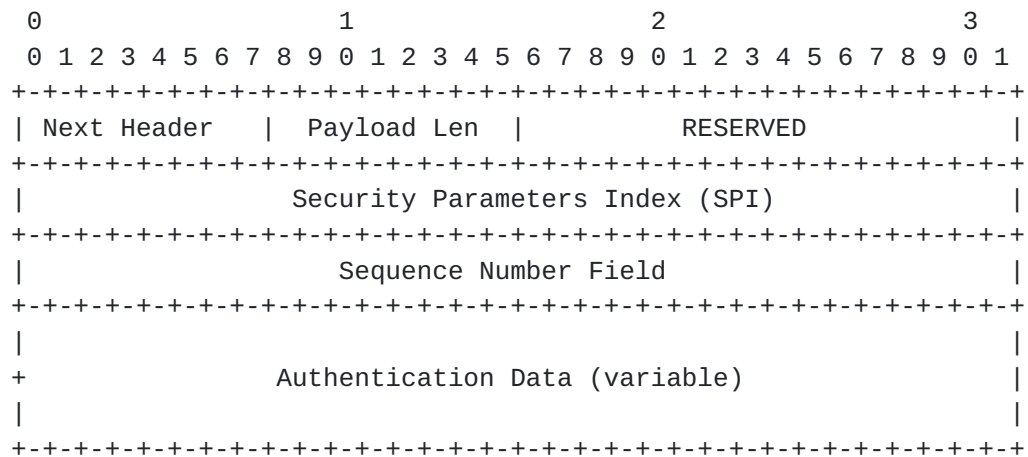 0                   1                   2                   3
 0 1 2 3 4 5 6 7 8 9 0 1 2 3 4 5 6 7 8 9 0 1 2 3 4 5 6 7 8 9 0 1
+-+-+-+-+-+-+-+-+-+-+-+-+-+-+-+-+-+-+-+-+-+-+-+-+-+-+-+-+-+-+-+-+
| Next Header   |  Payload Len  |          RESERVED             |
+-+-+-+-+-+-+-+-+-+-+-+-+-+-+-+-+-+-+-+-+-+-+-+-+-+-+-+-+-+-+-+-+
|                 Security Parameters Index (SPI)               |
+-+-+-+-+-+-+-+-+-+-+-+-+-+-+-+-+-+-+-+-+-+-+-+-+-+-+-+-+-+-+-+-+
|                    Sequence Number Field                      |
+-+-+-+-+-+-+-+-+-+-+-+-+-+-+-+-+-+-+-+-+-+-+-+-+-+-+-+-+-+-+-+-+
|                                                               |
+                Authentication Data (variable)                 |
|                                                               |
+-+-+-+-+-+-+-+-+-+-+-+-+-+-+-+-+-+-+-+-+-+-+-+-+-+-+-+-+-+-+-+-+